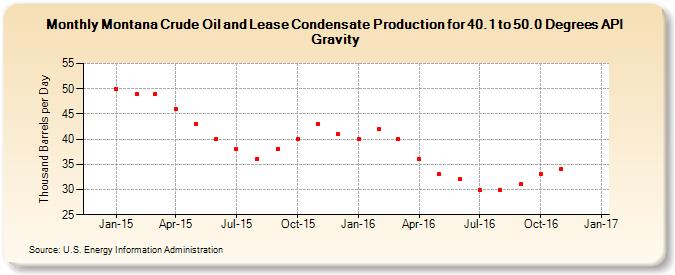 Monthly Montana Crude Oil and Lease Condensate Production for 40.1 to 50.0 Degrees API
Gravity
Thousand Barrels per Day
55
50
45
40
35
30
25
Jan-15 Apr-15 Jul-15 Oct-15 Jan-16 Apr-16 Jul-16 Oct-16 Jan-17
Source: U.S. Energy Information Administration